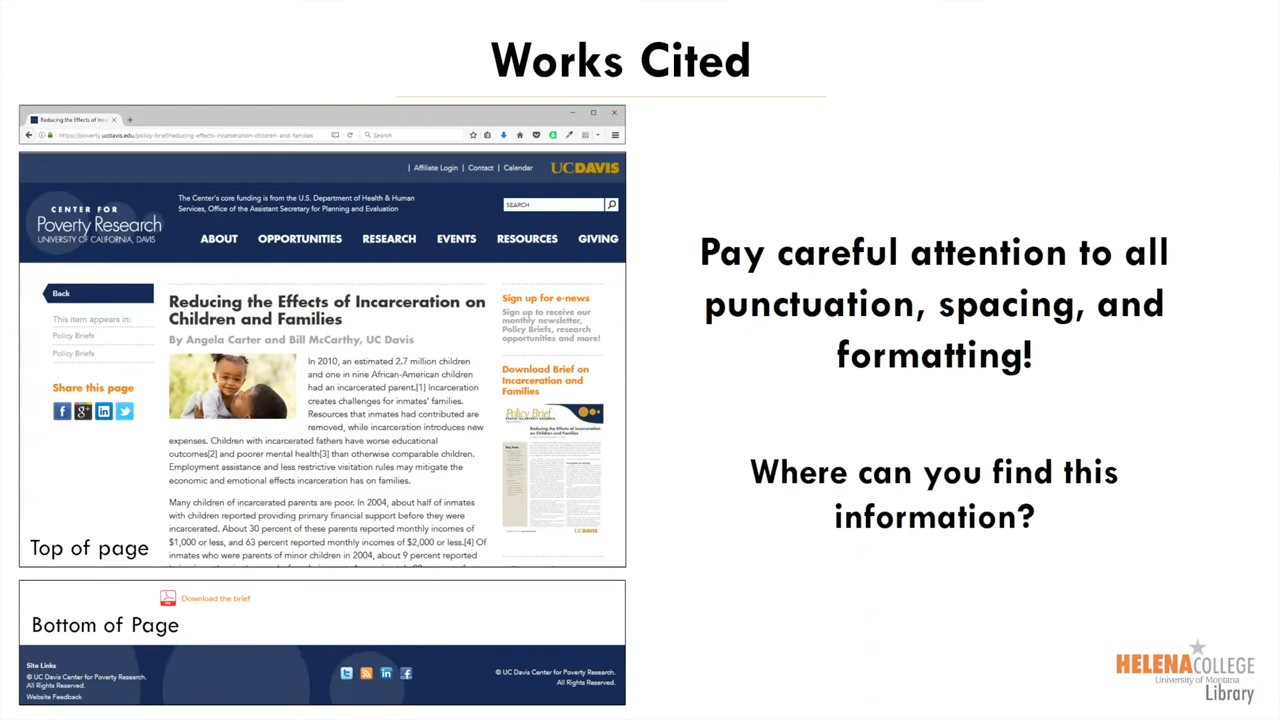 Works Cited
Reducing the Effects of Inc
https://poverty.ucdavis.edu/policy-brief/reducing-effects-incarceration-children-and-families
Search
Affiliate Login | Contact | Calendar
UCDAVIS
The Center's core funding is from the U.S. Department of Health & Human
Services, Office of the Assistant Secretary for Planning and Evaluation
SEARCH
CENTER FOR
Poverty Research
UNIVERSITY OF CALIFORNIA, DAVIS
ABOUT OPPORTUNITIES RESEARCH EVENTS RESOURCES GIVING
Back
This item appears in:
Policy Briefs
Policy Briefs
Share this page
Reducing the Effects of Incarceration on
Children and Families
By Angela Carter and Bill McCarthy, UC Davis
In 2010, an estimated 2.7 million children
and one in nine African-American children
had an incarcerated parent.[1] Incarceration
creates challenges for inmates' families.
Resources that inmates had contributed are
removed, while incarceration introduces new
expenses. Children with incarcerated fathers have worse educational
outcomes[2] and poorer mental health[3] than otherwise comparable children.
Employment assistance and less restrictive visitation rules may mitigate the
economic and emotional effects incarceration has on families.
Many children of incarcerated parents are poor. In 2004, about half of inmates
with children reported providing primary financial support before they were
incarcerated. About 30 percent of these parents reported monthly incomes of
$1,000 or less, and 63 percent reported monthly incomes of $2,000 or less.[4] Of
inmates who were parents of minor children in 2004, about 9 percent reported
Sign up for e-news
Sign up to receive our
monthly newsletter,
Policy Briefs, research
opportunities and more!
Download Brief on
Incarceration and
Families
Policy Brief
Reducing the Effects of Incarceration
on Children and Families
Top of page
Download the brief
Bottom of Page
Site Links
© UC Davis Center for Poverty Research.
All Rights Reserved.
Website Feedback
© UC Davis Center for Poverty Research.
All Rights Reserved.
Pay careful attention to all
punctuation, spacing, and
formatting!
Where can you find this
information?
HELENACOLLEGE
University of Montana
Library